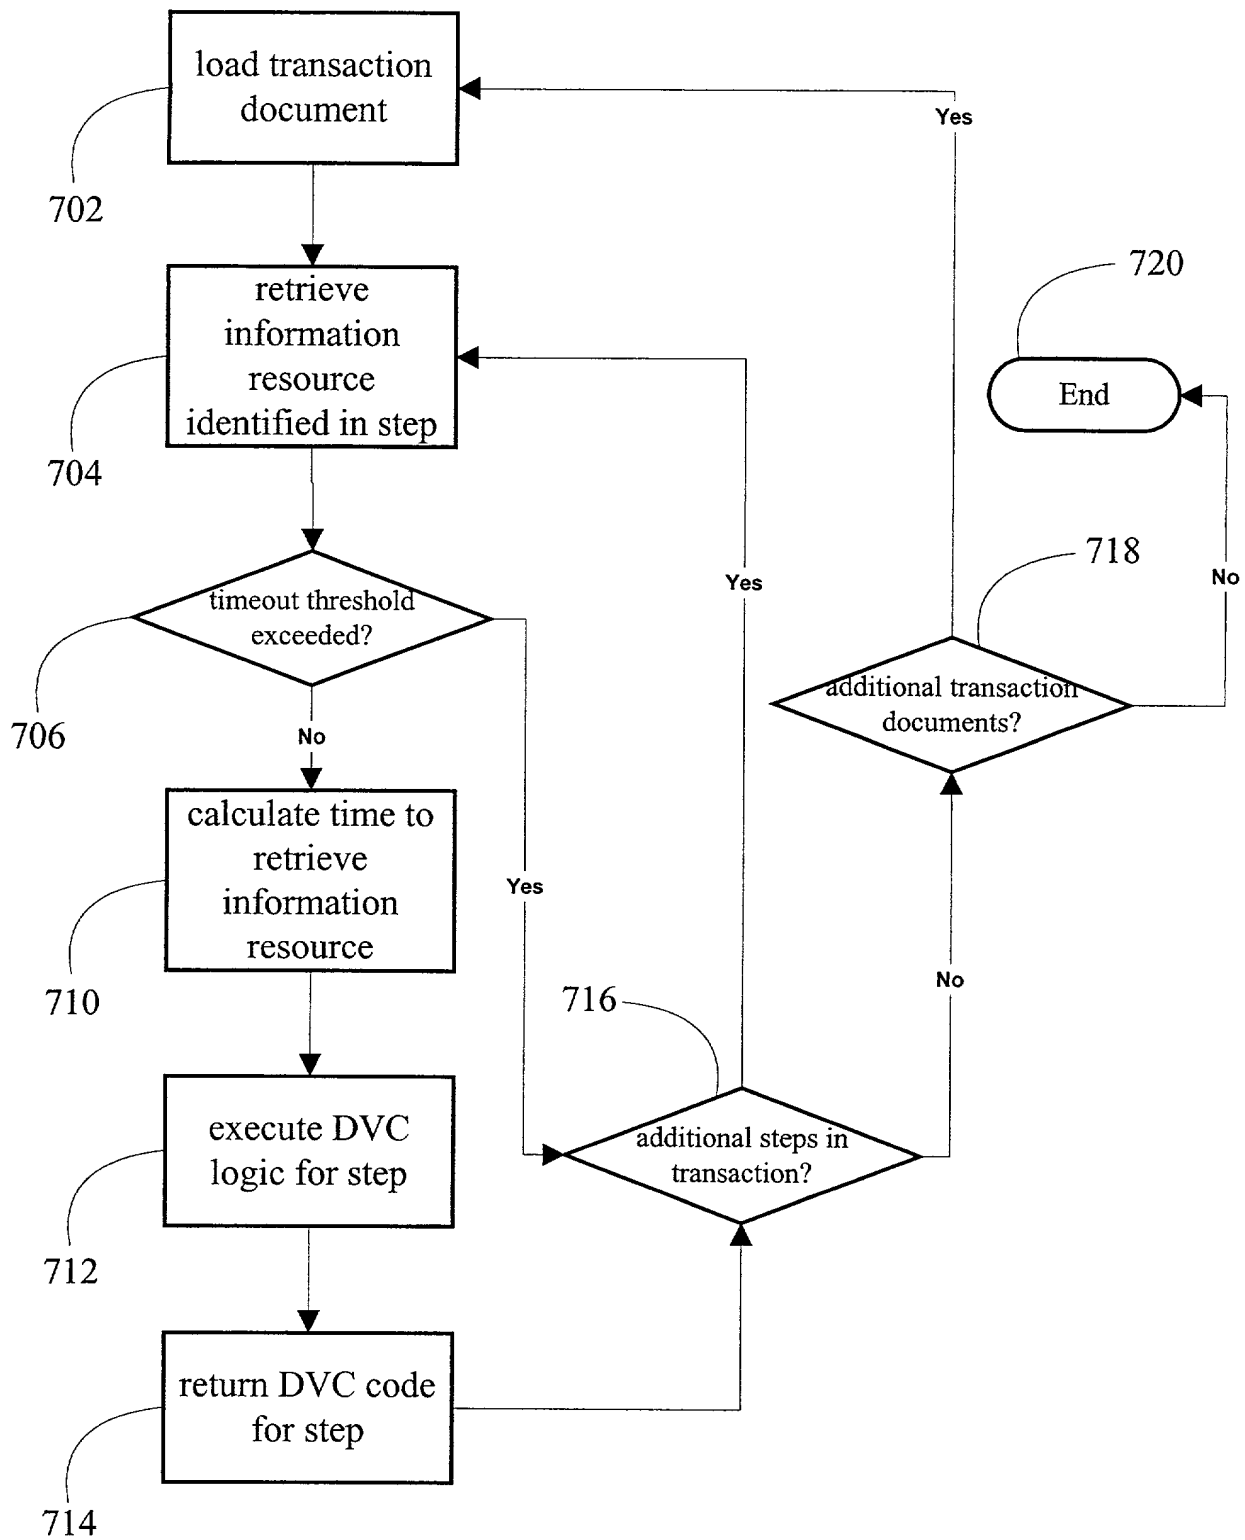 load transaction
document
Yes
702
720
retrieve
information
resource
identified in step
End
704
718
No
Yes
timeout threshold
exceeded?
additional transaction
documents?
706
No
calculate time to
retrieve
information
resource
Yes
No
710
716
execute DVC
logic for step
additional steps in
transaction?
712
return DVC code
for step
714